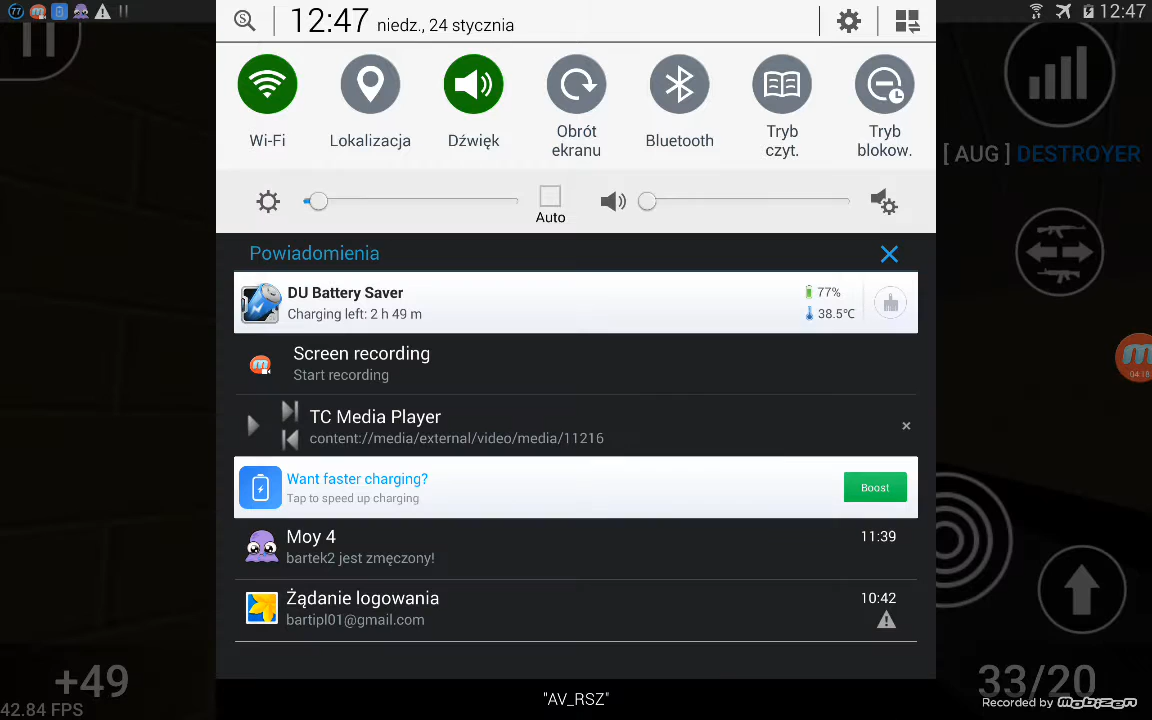 77
12:47
12:47 niedz., 24 stycznia
Wi-Fi
Lokalizacja
Dźwięk
Obrót
ekranu
Bluetooth
Tryb
czyt.
Tryb
blokow.
[ AUG ] DESTROYER
Auto
Powiadomienia
DU Battery Saver
Charging left: 2 h 49 m
77%
38.5℃
Screen recording
Start recording
04:18
TC Media Player
content://media/external/video/media/11216
Want faster charging?
Tap to speed up charging
Boost
Moy 4
11:39
bartek2 jest zmęczony!
Żądanie logowania
10:42
bartipl01@gmail.com
+49
33/20
42.84 FPS
"AV_RSZ"
Recorded by mobizen